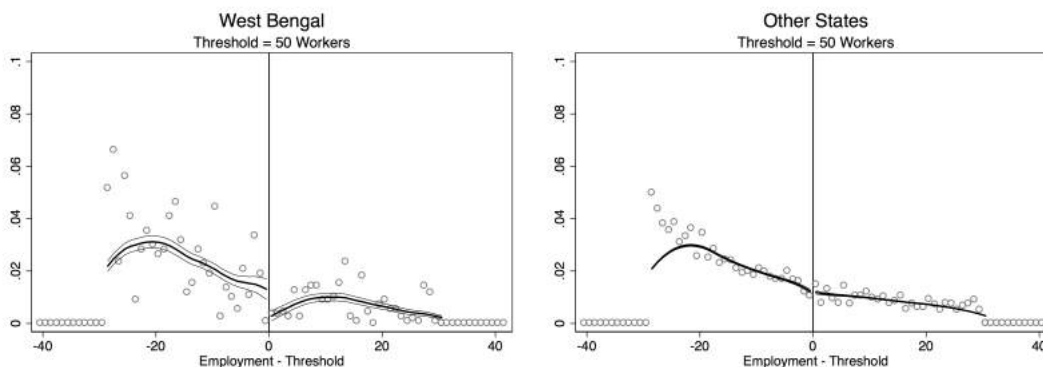 West Bengal
Threshold = 50 Workers
.1
.08
.06
.04
.02
0
-40 -20 0 20 40
Employment - Threshold
Other States
Threshold = 50 Workers
.1
.08
.06
.04
.02
0
-40 -20 0 20 40
Employment - Threshold